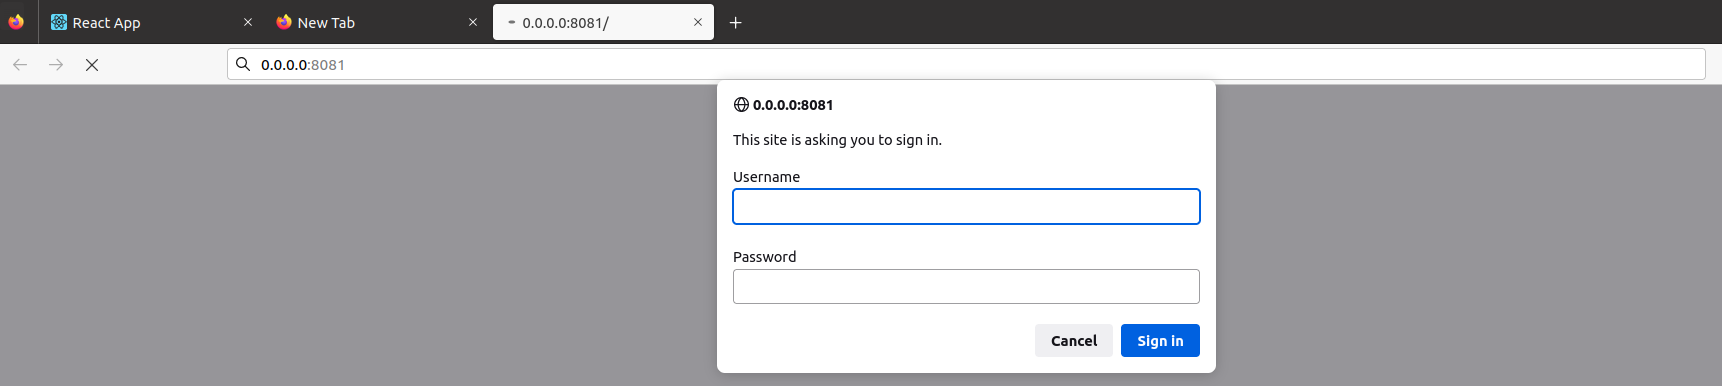 React App
New Tab
0.0.0.0:8081/
0.0.0.0:8081
0.0.0.0:8081
This site is asking you to sign in.
Username
Password
Cancel
Sign in